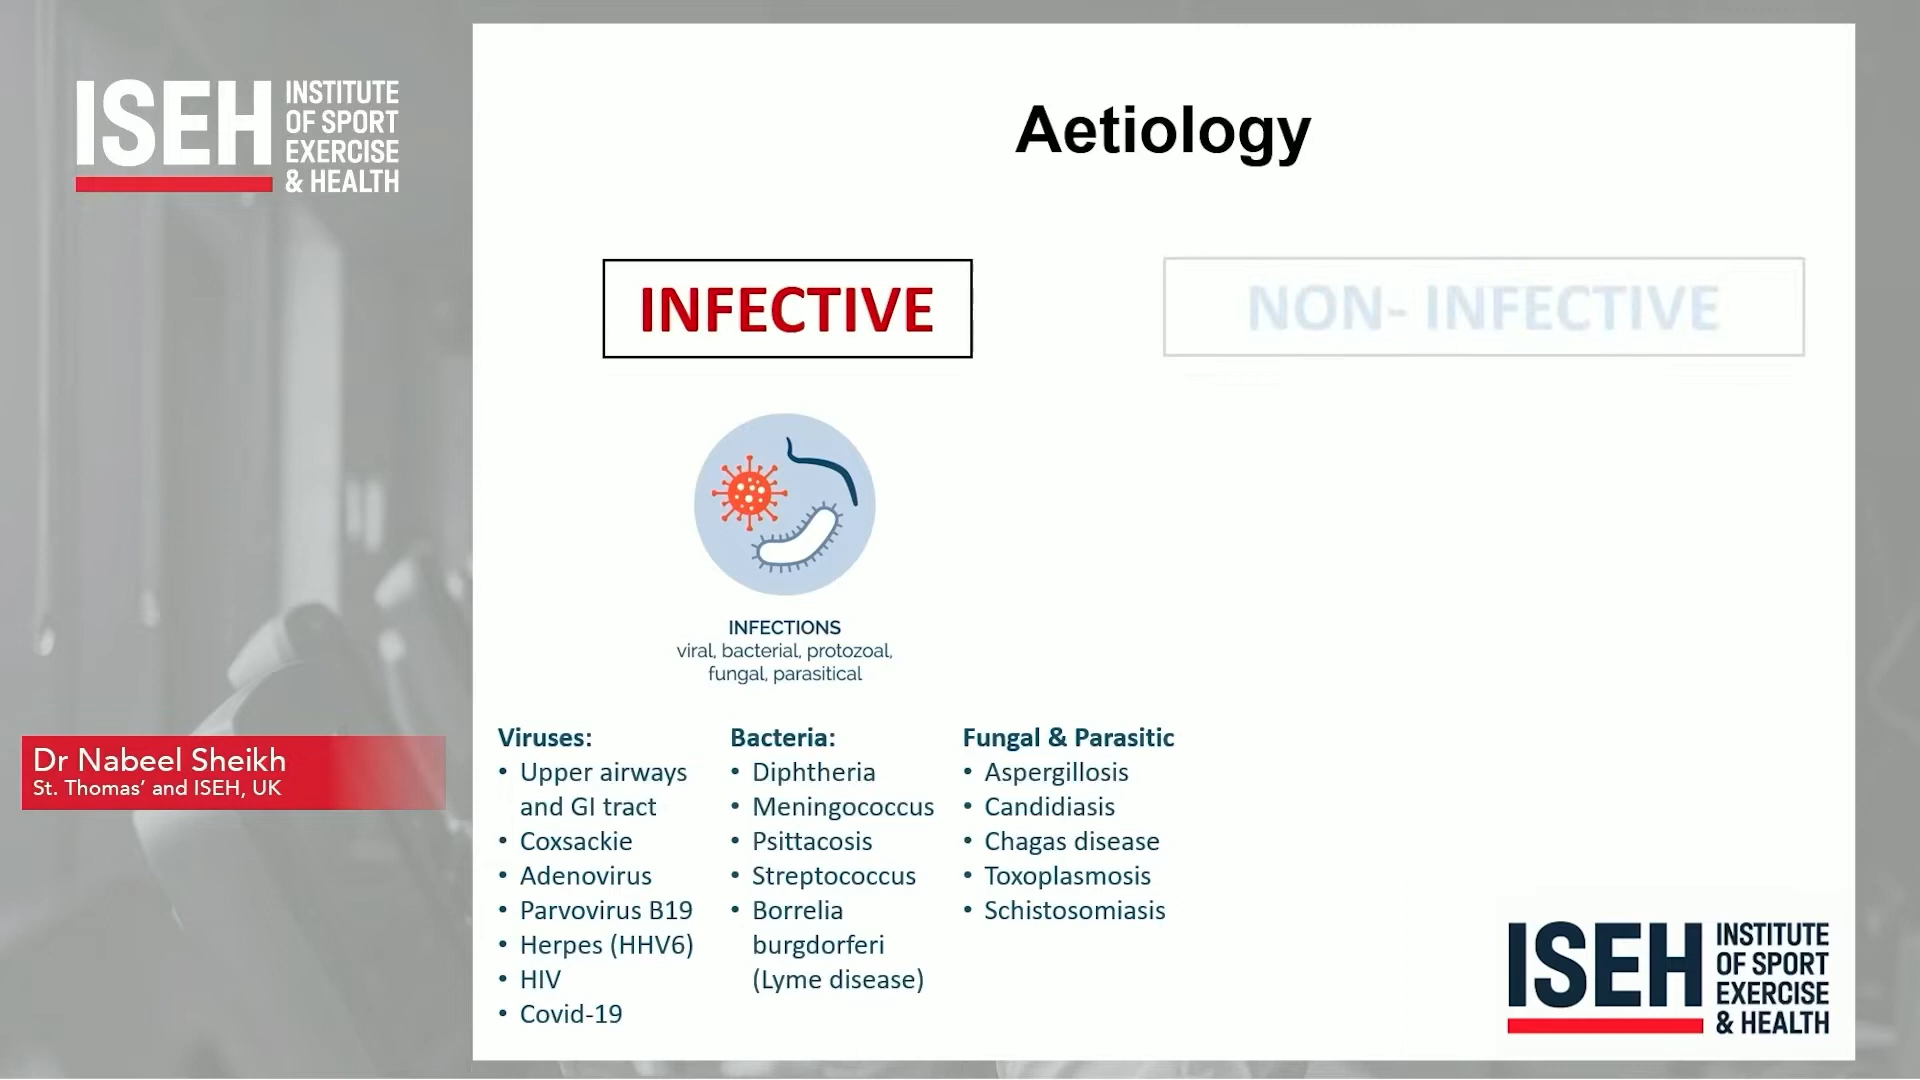 ISEH
INSTITUTE
OF SPORT
EXERCISE
& HEALTH
Aetiology
INFECTIVE
NON- INFECTIVE
INFECTIONS
viral, bacterial, protozoal,
fungal, parasitical
Viruses:
• Upper airways
and GI tract
• Coxsackie
• Adenovirus
• Parvovirus B19
• Herpes (HHV6)
• HIV
• Covid-19
Bacteria:
• Diphtheria
• Meningococcus
• Psittacosis
• Streptococcus
• Borrelia
burgdorferi
(Lyme disease)
Fungal & Parasitic
• Aspergillosis
• Candidiasis
• Chagas disease
• Toxoplasmosis
• Schistosomiasis
Dr Nabeel Sheikh
St. Thomas’ and ISEH, UK
ISEH
INSTITUTE
OF SPORT
EXERCISE
& HEALTH